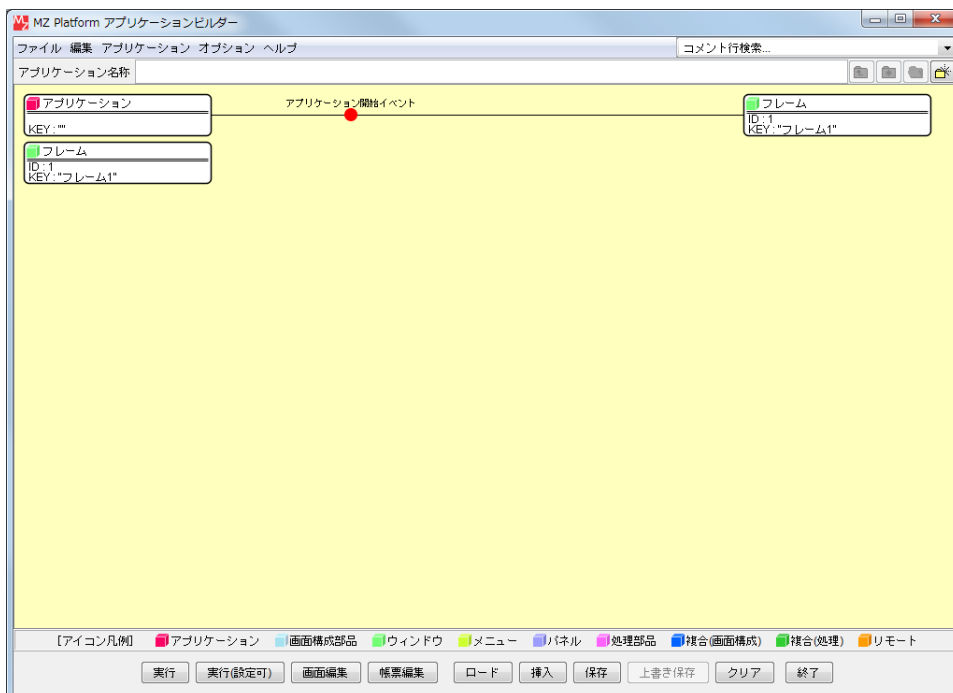 MZ Platform アプリケーションビルダー
ファイル 編集 アプリケーション オプション ヘルプ コメント行検索...
アプリケーション名称
アプリケーション アプリケーション開始イベント フレーム
KEY : "" ID : 1
KEY : "フレーム1"
フレーム
ID : 1
KEY : "フレーム1"
[アイコン凡例] アプリケーション 画面構成部品 ウィンドウ メニュー パネル 処理部品 複合(画面構成) 複合(処理) リモート
実行 実行(設定可) 画面編集 帳票編集 ロード 挿入 保存 上書き保存 クリア 終了